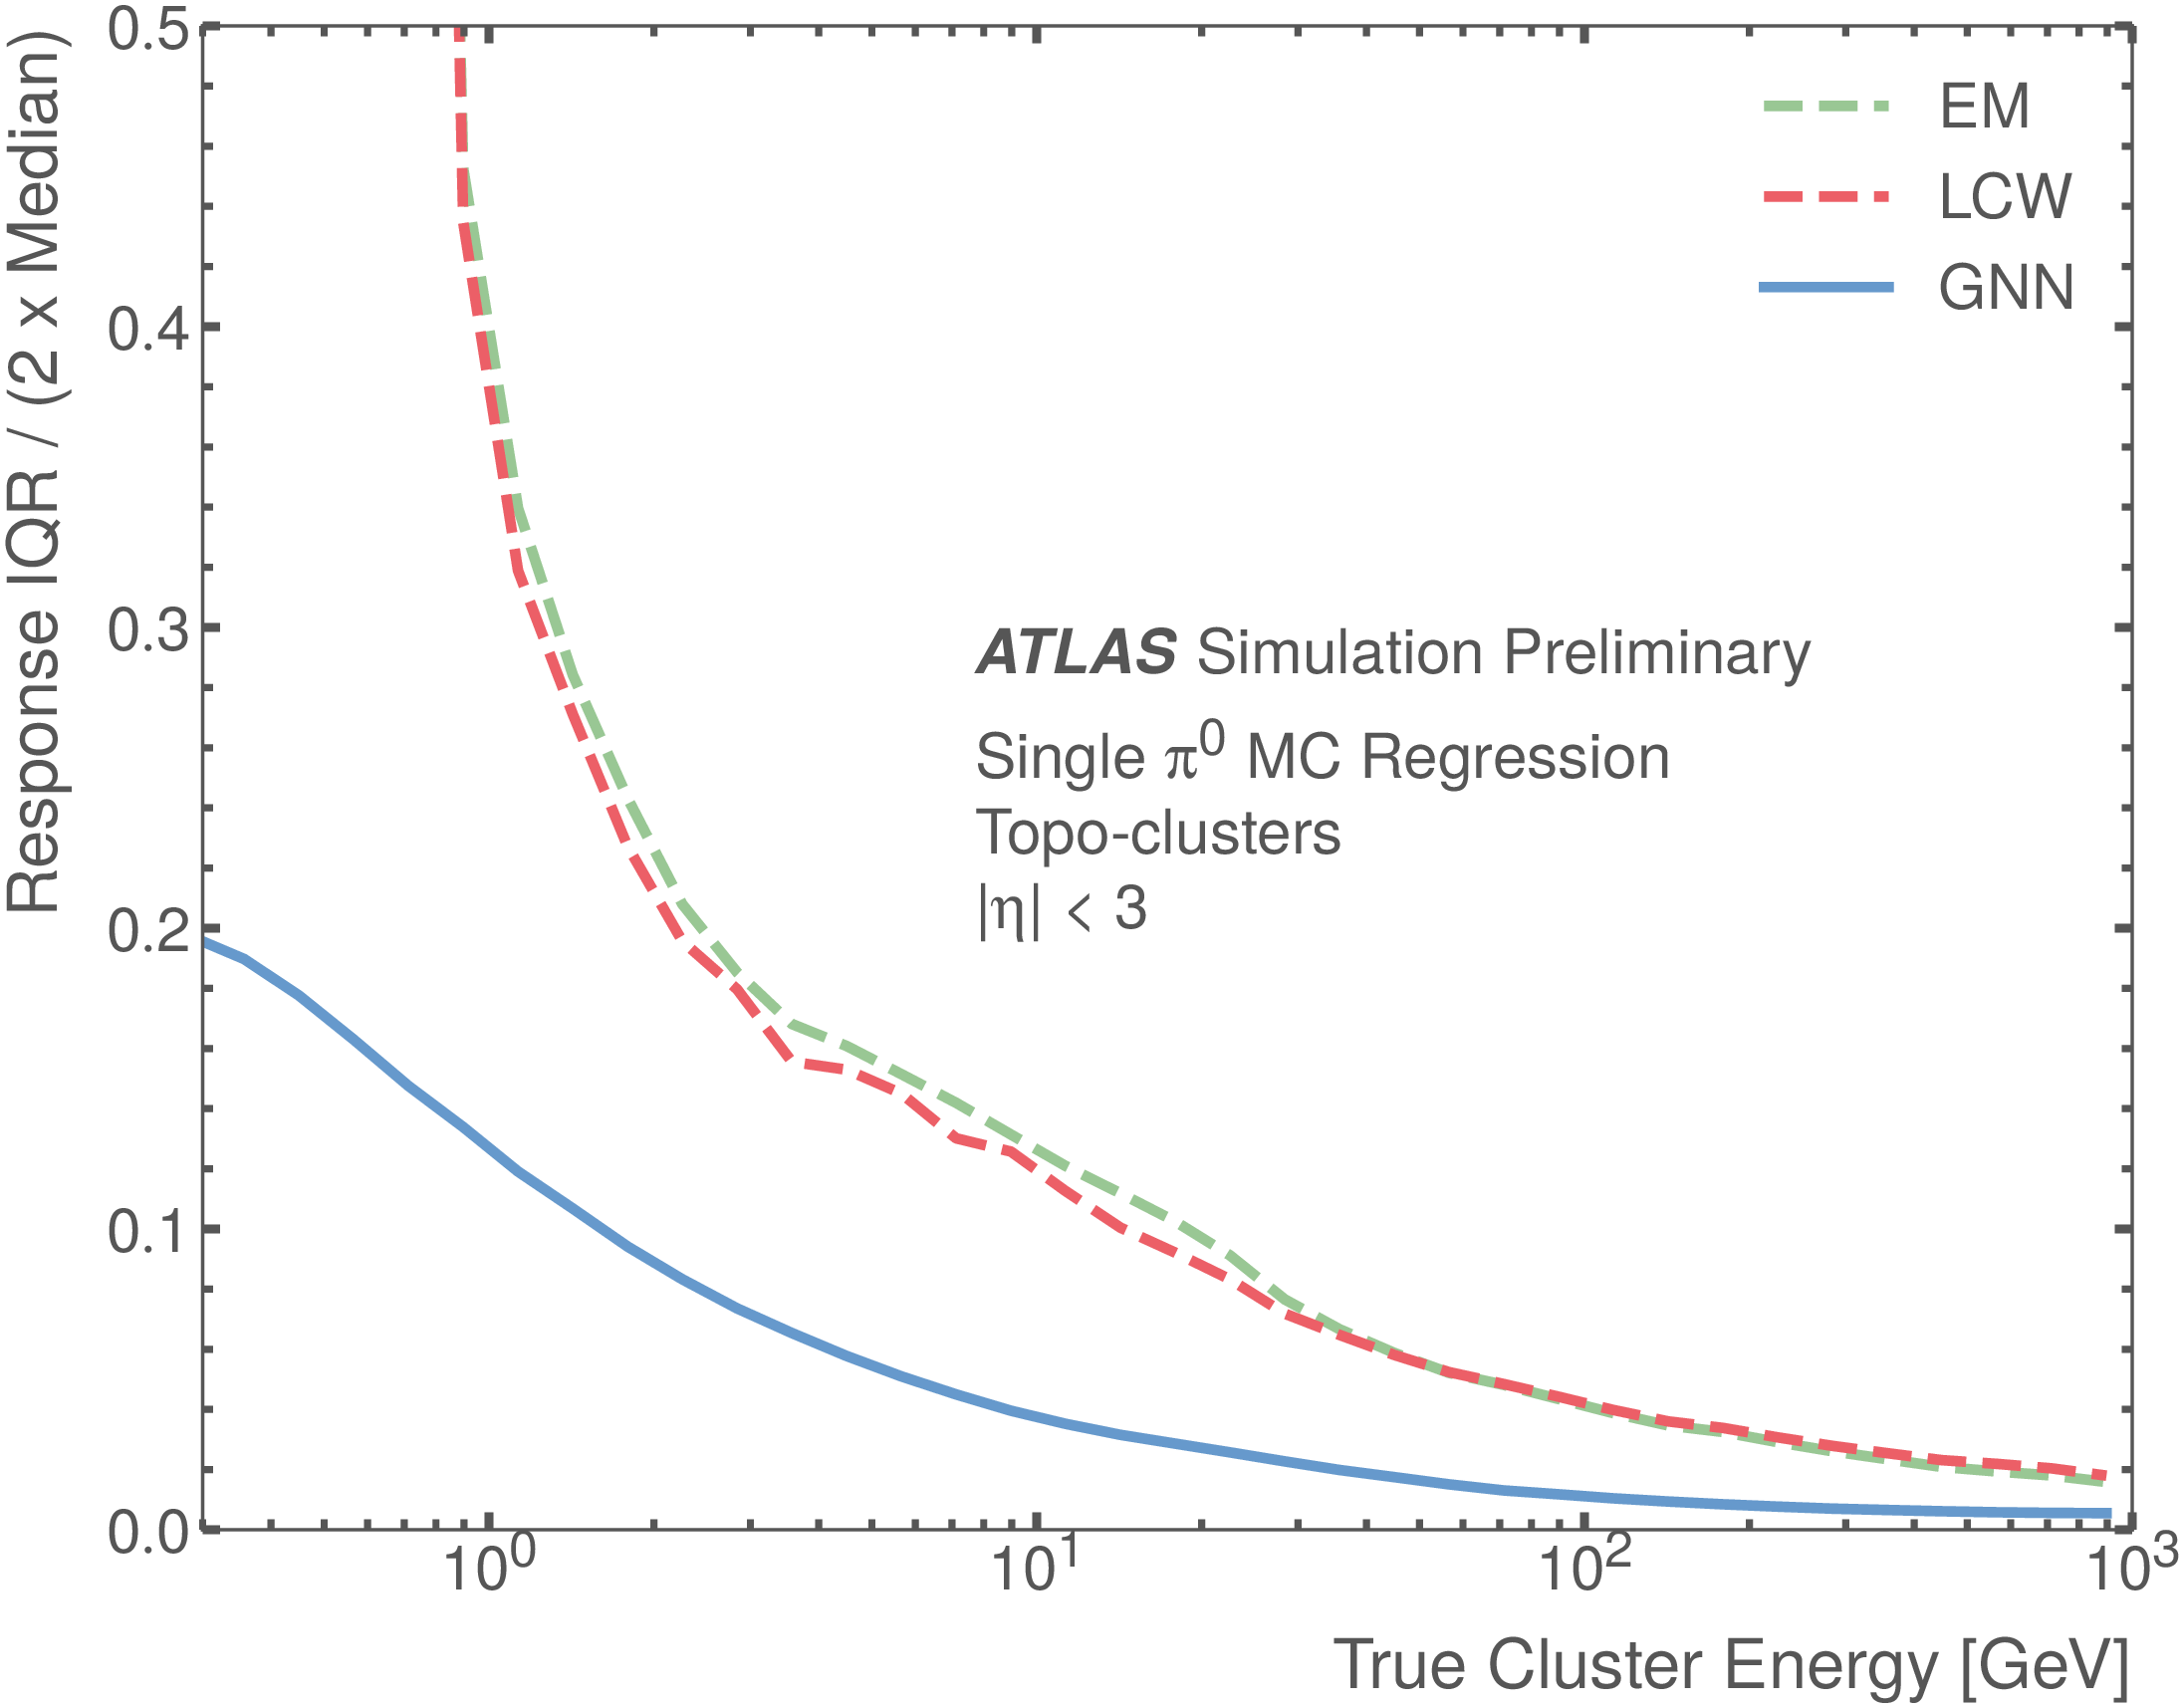 Response IQR / (2 x Median)
0.5
0.4
0.3
0.2
0.1
0.0
EM
LCW
GNN
ATLAS Simulation Preliminary
Single π⁰ MC Regression
Topo-clusters
|η| < 3
10⁰ 10¹ 10² 10³
True Cluster Energy [GeV]